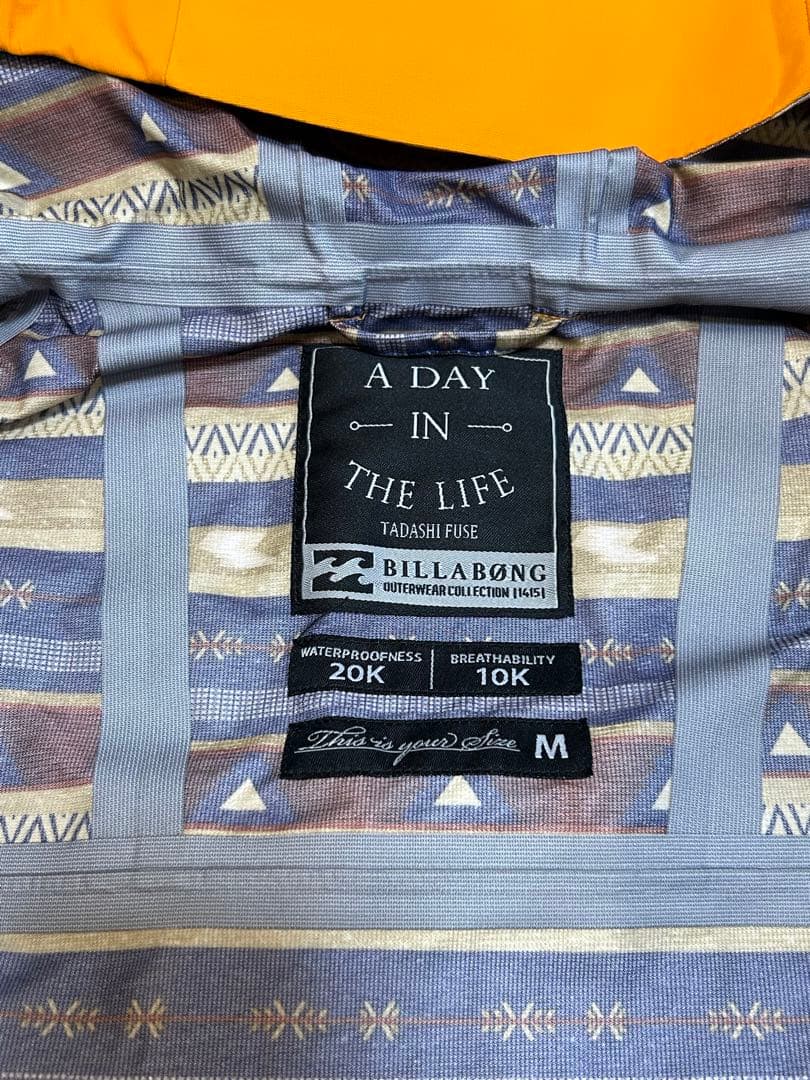 A DAY
IN
THE LIFE
TADASHI FUSE
BILLABØNG
OUTERWEAR COLLECTION |1415|
WATERPROOFNESS
20K
BREATHABILITY
10K
This is your Size M